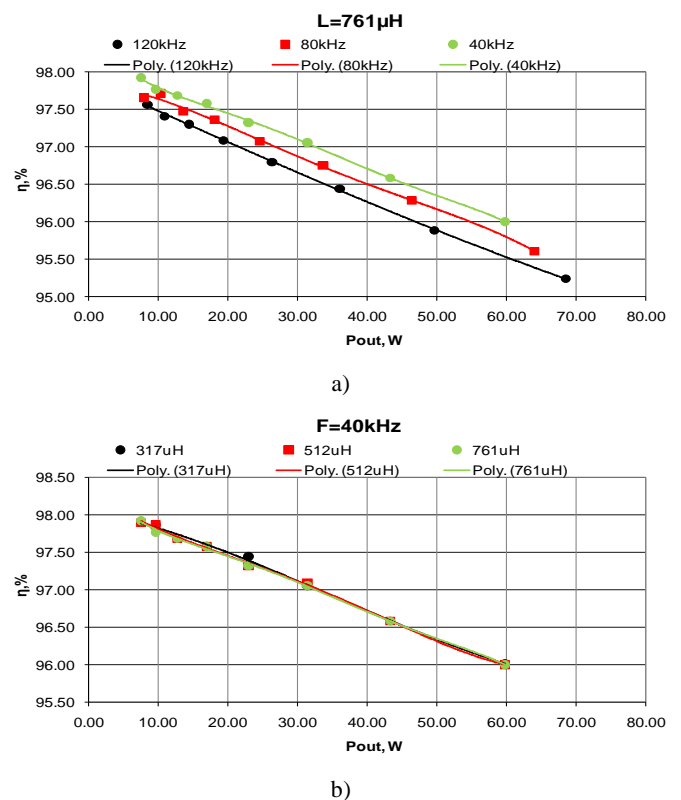 L=761µH
120kHz 80kHz 40kHz
Poly. (120kHz) Poly. (80kHz) Poly. (40kHz)
98.00
97.50
97.00
96.50
96.00
95.50
95.00
η,%
0.00 10.00 20.00 30.00 40.00 50.00 60.00 70.00 80.00
Pout, W
a)
F=40kHz
317uH 512uH 761uH
Poly. (317uH) Poly. (512uH) Poly. (761uH)
98.50
98.00
97.50
97.00
96.50
96.00
95.50
η,%
0.00 10.00 20.00 30.00 40.00 50.00 60.00 70.00 80.00
Pout, W
b)